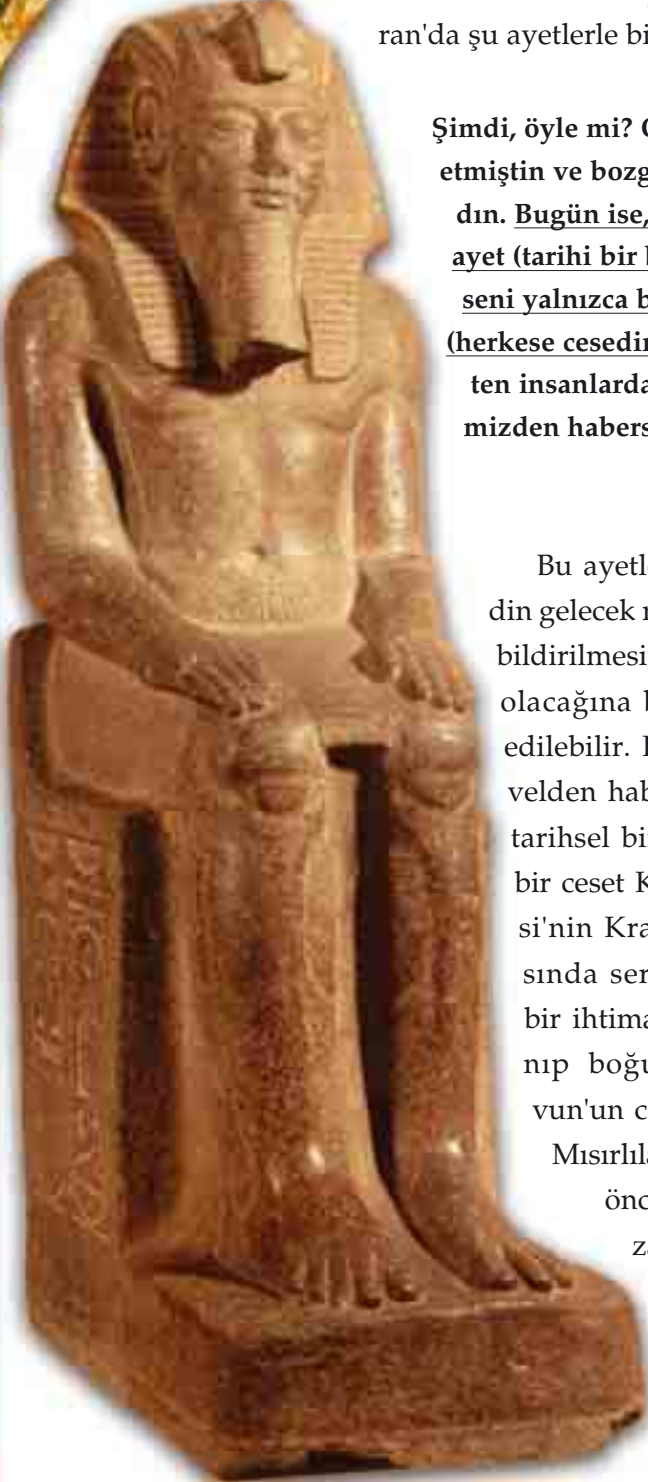 ran'da şu ayetlerle bi
Şimdi, öyle mi?
etmiştin ve bozg
dın. Bugün ise,
ayet (tarihi bir
seni yalnızca b
(herkese cesedin
ten insanlarda
mizden habers
Bu ayetle
din gelecek
bildirilmesi,
olacağına b
edilebilir.
velden hab
tarihsel bi
bir ceset K
si'nin Kra
sında ser
bir ihtima
nıp boğu
vun'un c
Mısırlıla
önc
za